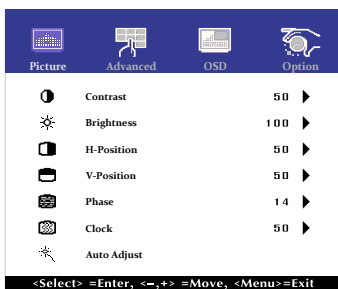 Picture Advanced OSD Option
Contrast 50
Brightness 100
H-Position 50
V-Position 50
Phase 14
Clock 50
Auto Adjust
<Select> =Enter, <–,+> =Move, <Menu>=Exit